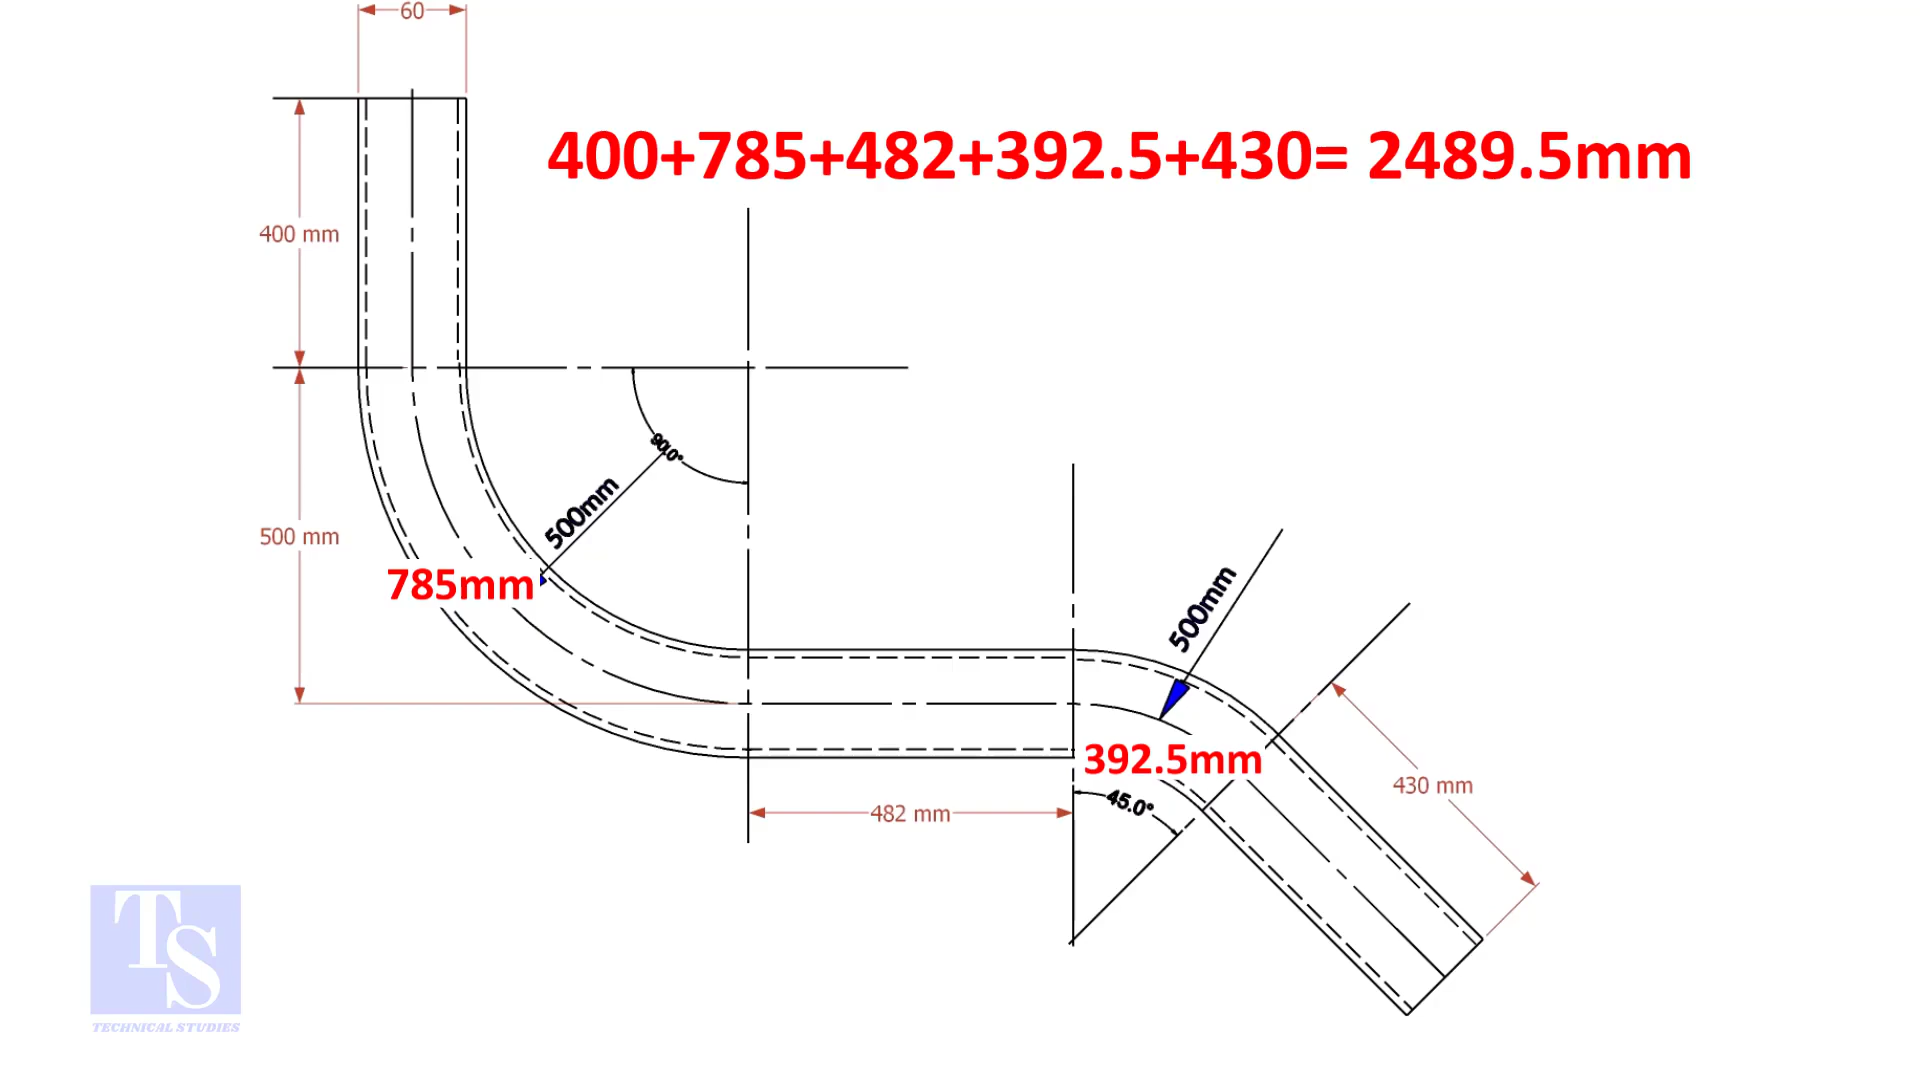 60
400+785+482+392.5+430= 2489.5mm
400 mm
90.0°
500mm
500 mm
785mm
500mm
392.5mm
430 mm
45.0°
482 mm
TS
TECHNICAL STUDIES